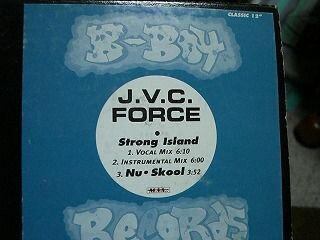 CLASSIC 12"
B-Boy
J.V.C.
FORCE
•
Strong Island
1. VOCAL MIX 6:10
2. INSTRUMENTAL MIX 6:00
3. Nu • Skool 3:52
RECORDS